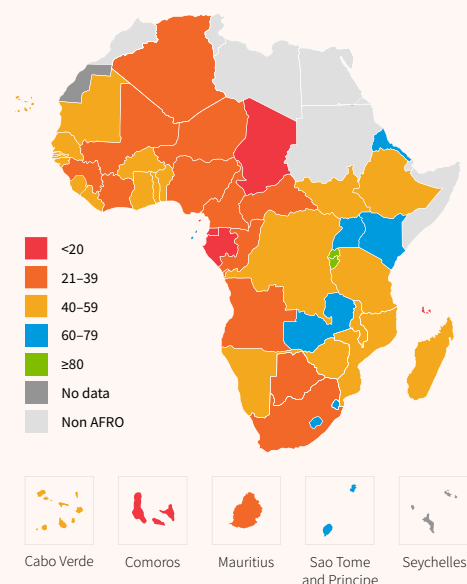 <20
21–39
40–59
60–79
≥80
No data
Non AFRO
Cabo Verde
Comoros
Mauritius
Sao Tome
and Principe
Seychelles